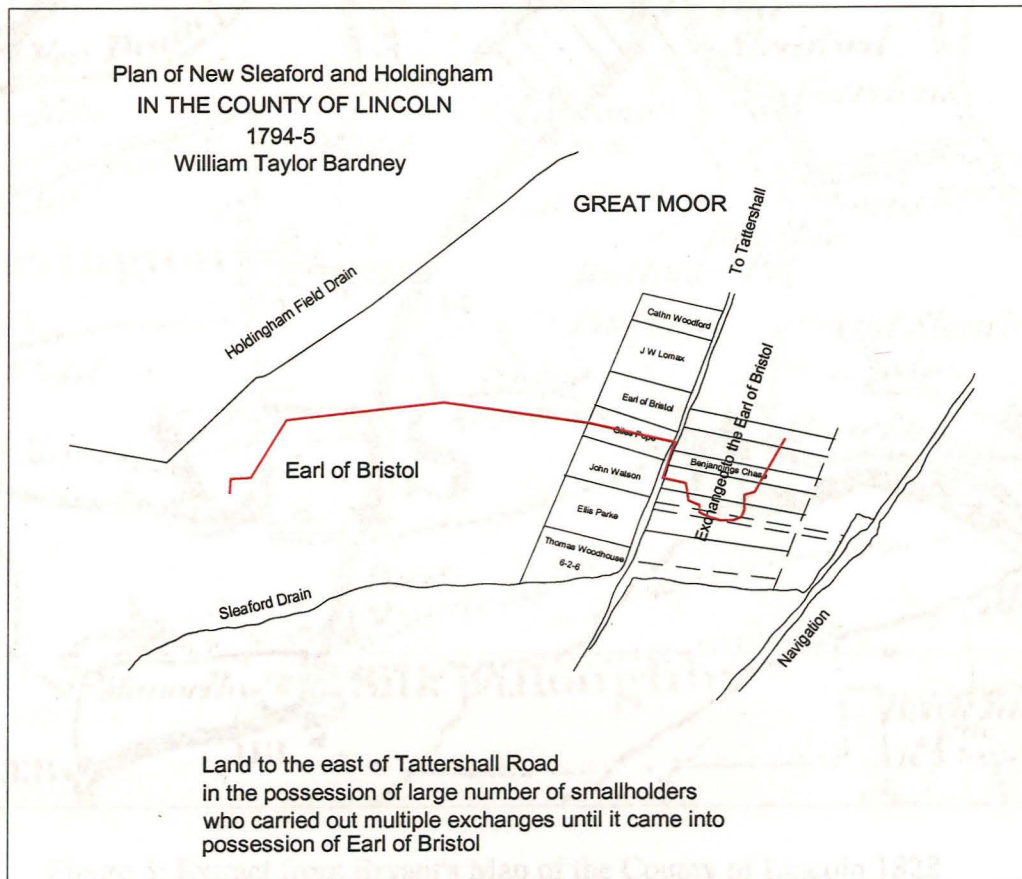 Plan of New Sleaford and Holdingham
IN THE COUNTY OF LINCOLN
1794-5
William Taylor Bardney
GREAT MOOR
To Tattershall
Holdingham Field Drain
Cathn Woodford
J W Lomax
Earl of Bristol
Giles Pope
John Walson
Ellis Parke
Thomas Woodhouse
6-2-6
Exchanged to the Earl of Bristol
Chase
Earl of Bristol
Sleaford Drain
Navigation
Land to the east of Tattershall Road
in the possession of large number of smallholders
who carried out multiple exchanges until it came into
possession of Earl of Bristol